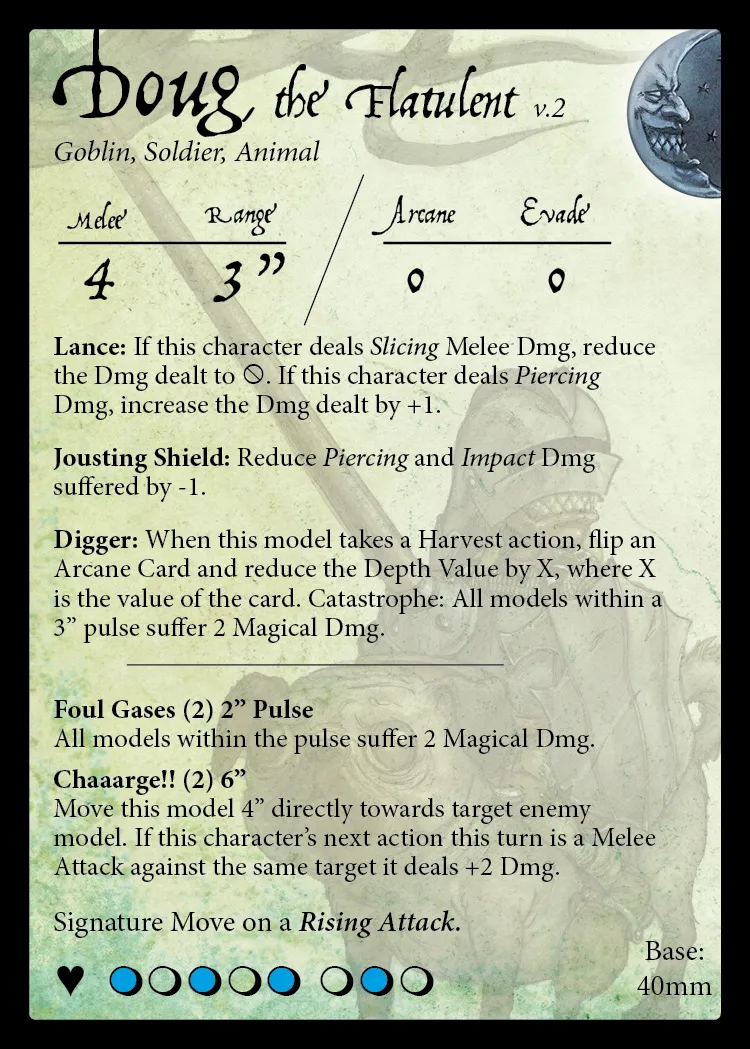 Doug, the Flatulent v.2
Goblin, Soldier, Animal
Melee Range Arcane Evade
4 3” 0 0
Lance: If this character deals Slicing Melee Dmg, reduce
the Dmg dealt to 🛇. If this character deals Piercing
Dmg, increase the Dmg dealt by +1.
Jousting Shield: Reduce Piercing and Impact Dmg
suffered by -1.
Digger: When this model takes a Harvest action, flip an
Arcane Card and reduce the Depth Value by X, where X
is the value of the card. Catastrophe: All models within a
3” pulse suffer 2 Magical Dmg.
Foul Gases (2) 2” Pulse
All models within the pulse suffer 2 Magical Dmg.
Chaaarge!! (2) 6”
Move this model 4” directly towards target enemy
model. If this character’s next action this turn is a Melee
Attack against the same target it deals +2 Dmg.
Signature Move on a Rising Attack.
Base:
40mm